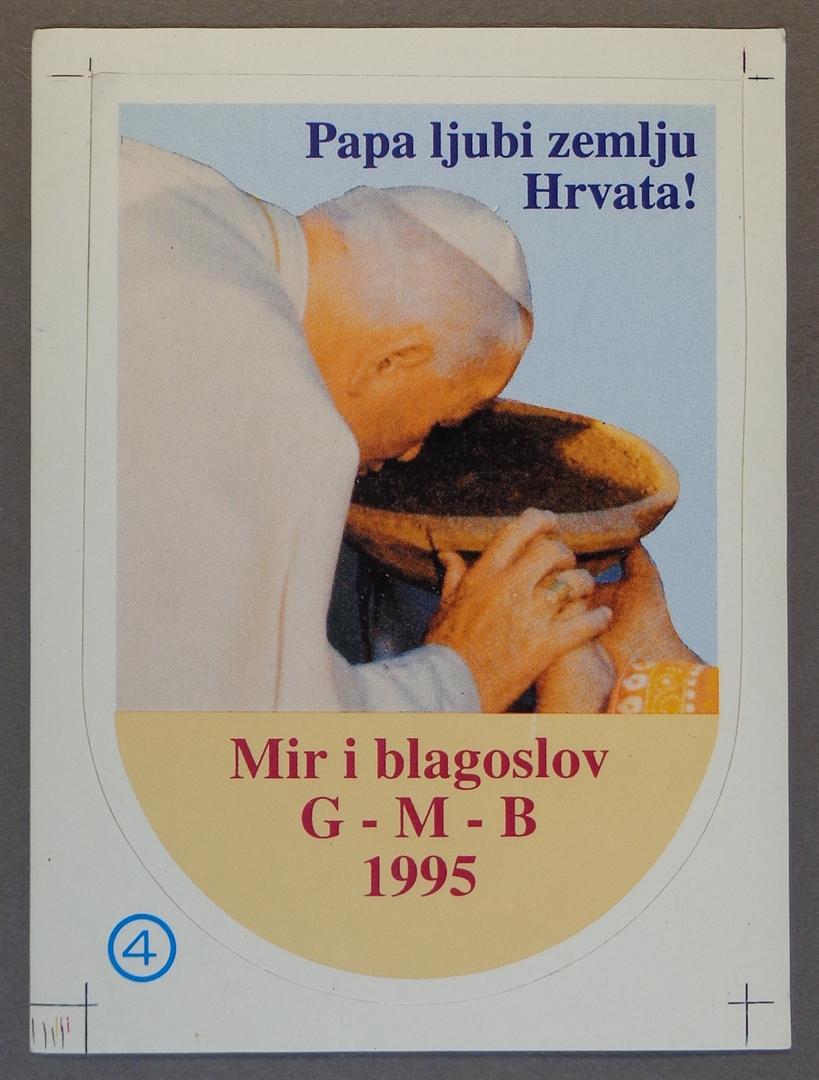 Papa ljubi zemlju
Hrvata!
Mir i blagoslov
G - M - B
1995
4